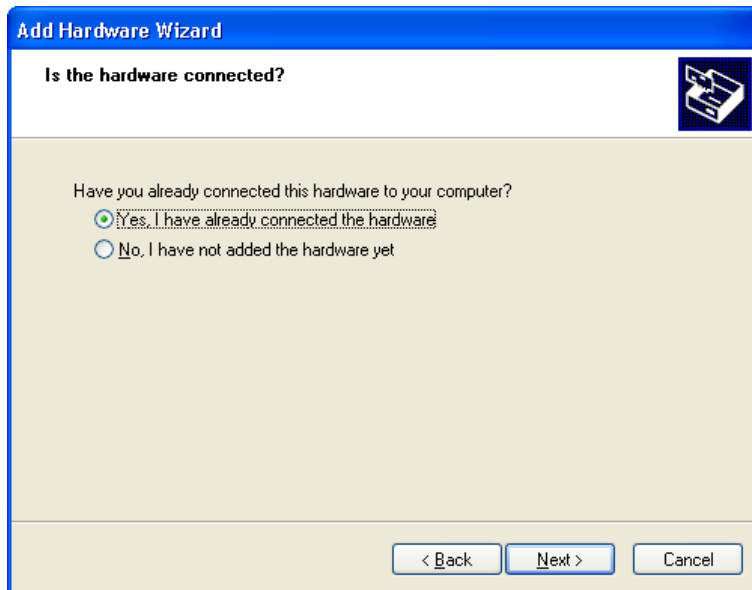 Add Hardware Wizard
Is the hardware connected?
Have you already connected this hardware to your computer?
Yes, I have already connected the hardware
No, I have not added the hardware yet
< Back Next > Cancel